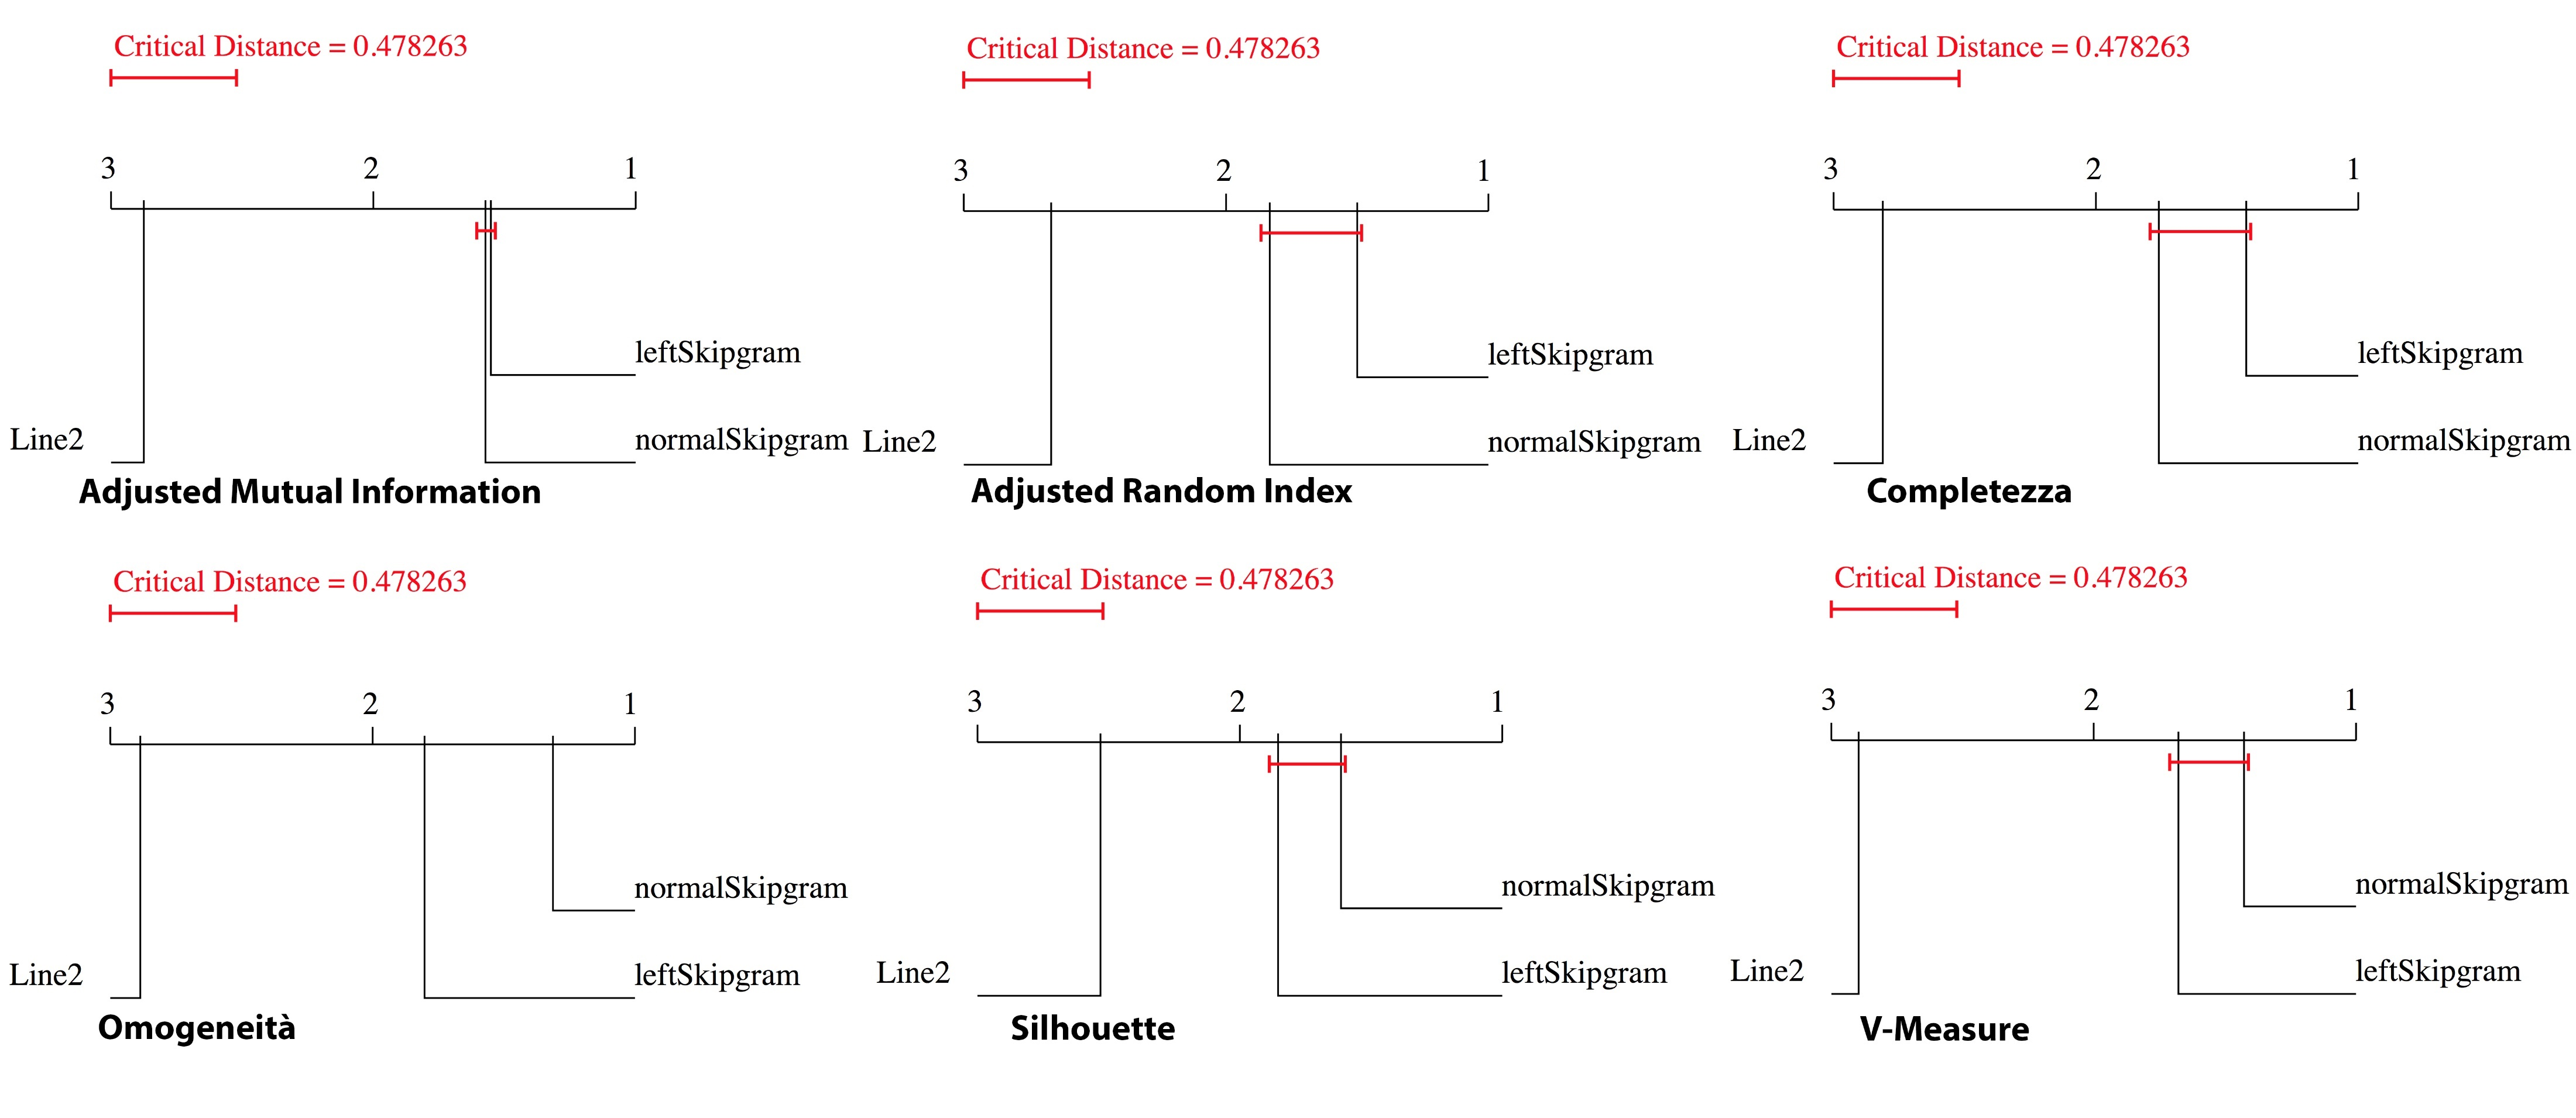 Critical Distance = 0.478263
3 2 1
leftSkipgram
Line2 normalSkipgram
Adjusted Mutual Information
Critical Distance = 0.478263
3 2 1
leftSkipgram
Line2 normalSkipgram
Adjusted Random Index
Critical Distance = 0.478263
3 2 1
leftSkipgram
Line2 normalSkipgram
Completezza
Critical Distance = 0.478263
3 2 1
normalSkipgram
Line2 leftSkipgram
Omogeneità
Critical Distance = 0.478263
3 2 1
normalSkipgram
Line2 leftSkipgram
Silhouette
Critical Distance = 0.478263
3 2 1
normalSkipgram
Line2 leftSkipgram
V-Measure